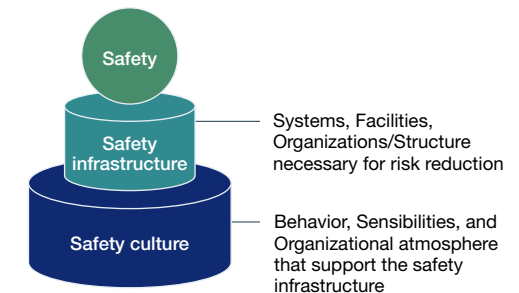 Safety
Safety
infrastructure
Systems, Facilities,
Organizations/Structure
necessary for risk reduction
Safety culture
Behavior, Sensibilities, and
Organizational atmosphere
that support the safety
infrastructure